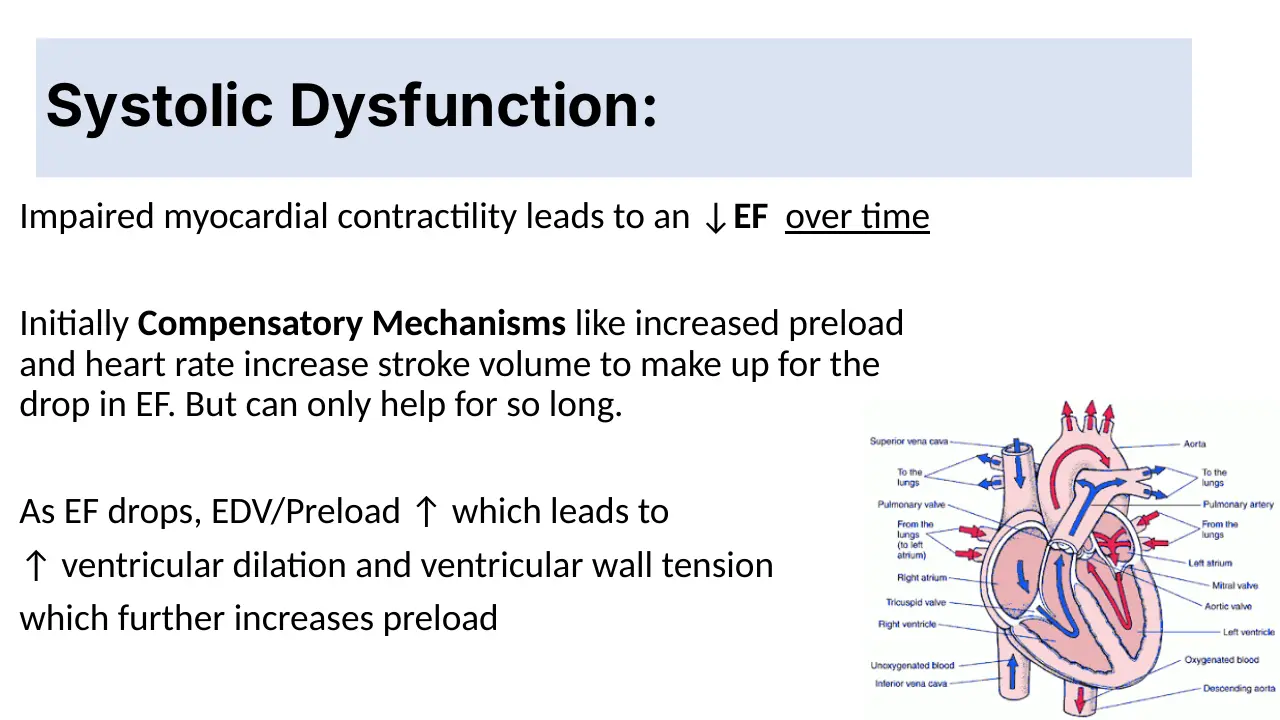 Systolic Dysfunction:
Impaired myocardial contractility leads to an ↓EF over time
Initially Compensatory Mechanisms like increased preload
and heart rate increase stroke volume to make up for the
drop in EF. But can only help for so long.
As EF drops, EDV/Preload ↑ which leads to
↑ ventricular dilation and ventricular wall tension
which further increases preload
Superior vena cava
To the
lungs
Pulmonary valve
From the
lungs
(to left
atrium)
Right atrium
Tricuspid valve
Right ventricle
Unoxygenated blood
Inferior vena cava
Aorta
To the
lungs
Pulmonary artery
From the
lungs
Left atrium
Mitral valve
Aortic valve
Left ventricle
Oxygenated blood
Descending aorta